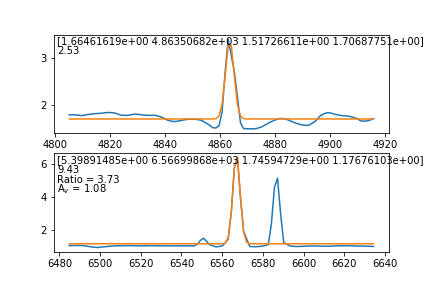 [1.66461619e+00 4.86350682e+03 1.51726611e+00 1.70687751e+00]
2.53
3
2
4800 4820 4840 4860 4880 4900 4920
[5.39891485e+00 6.56699868e+03 1.74594729e+00 1.17676103e+00]
9.43
Ratio = 3.73
Aᵥ = 1.08
6
4
2
6480 6500 6520 6540 6560 6580 6600 6620 6640